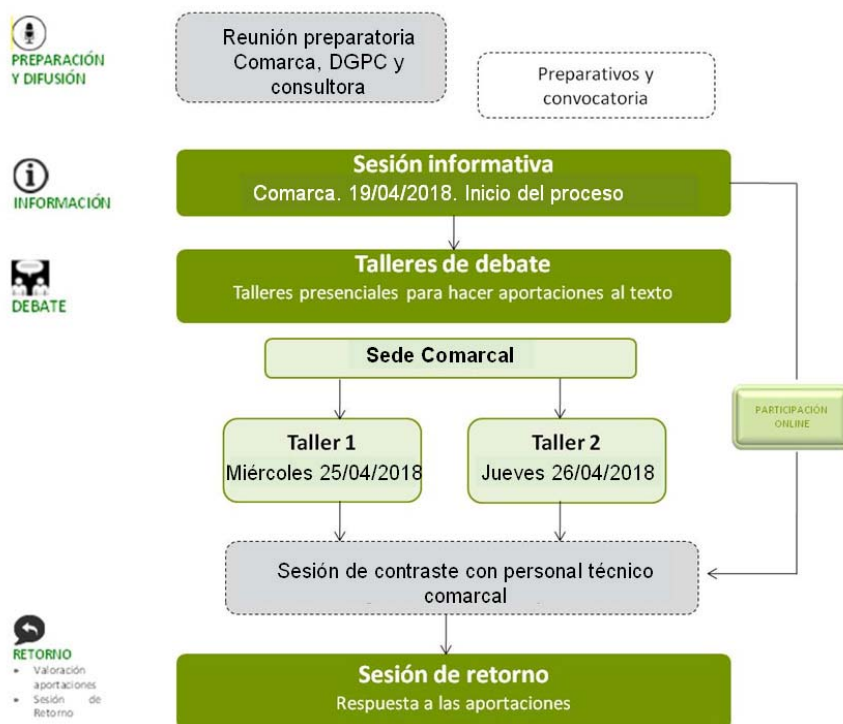 PREPARACIÓN
Y DIFUSIÓN
Reunión preparatoria
Comarca, DGPC y
consultora
Preparativos y
convocatoria
INFORMACIÓN
Sesión informativa
Comarca. 19/04/2018. Inicio del proceso
DEBATE
Talleres de debate
Talleres presenciales para hacer aportaciones al texto
Sede Comarcal
Taller 1
Miércoles 25/04/2018
Taller 2
Jueves 26/04/2018
PARTICIPACIÓN
ONLINE
Sesión de contraste con personal técnico
comarcal
RETORNO
• Valoración
aportaciones
• Sesión de
Retorno
Sesión de retorno
Respuesta a las aportaciones